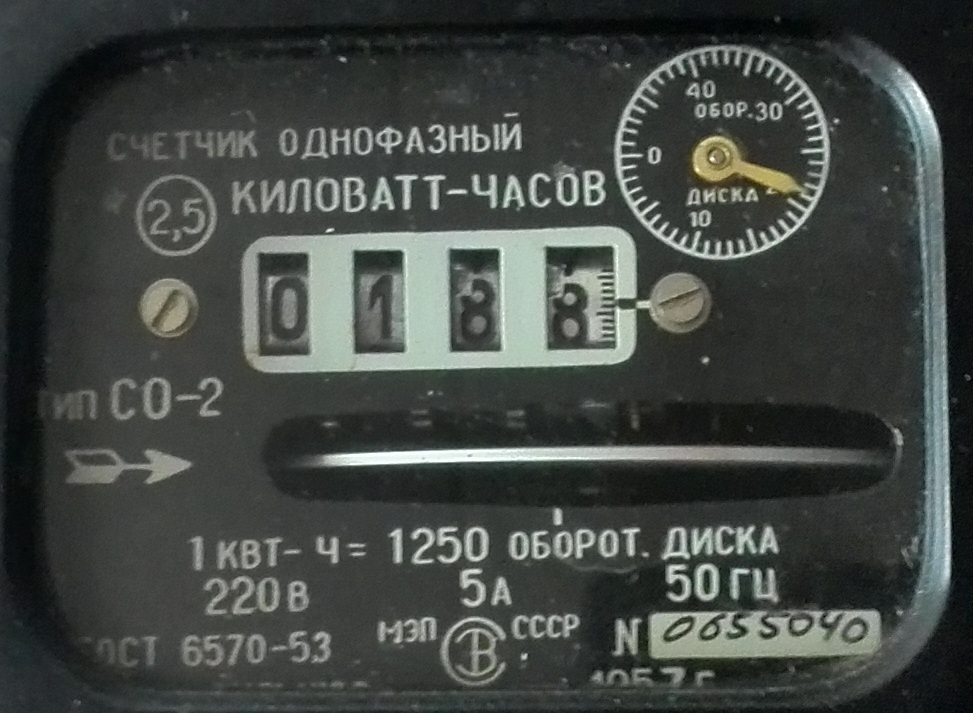 СЧЕТЧИК ОДНОФАЗНЫЙ
КИЛОВАТТ-ЧАСОВ
2,5
40
ОБОР. 30
0
ДИСКА
10
0 1 8 8
ТИП СО-2
1 КВТ- Ч = 1250 ОБОРОТ. ДИСКА
220 В 5 А 50 ГЦ
ГОСТ 6570-53 МЭП СССР N 0655040
1957 г